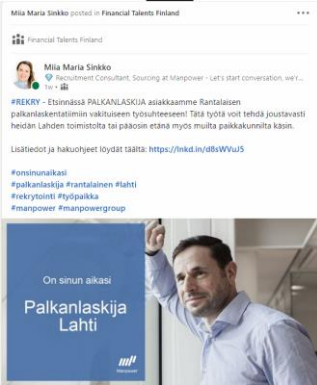 Miia Maria Sinkko posted in Financial Talents Finland
Financial Talents Finland
Miia Maria Sinkko
Recruitment Consultant, Sourcing at Manpower - Let's start conversation, we'r...
1w •
#REKRY - Etsinnässä PALKANLASKIJA asiakkaamme Rantalaisen
palkanlaskentatiimiin vakituiseen työsuhteeseen! Tätä työtä voit tehdä joustavasti
heidän Lahden toimistolta tai pääosin etänä myös muilta paikkakunnilta käsin.
Lisätiedot ja hakuohjeet löydät täältä: https://lnkd.in/d8sWVuJ5
#onsinunaikasi
#palkanlaskija #rantalainen #lahti
#rekrytointi #työpaikka
#manpower #manpowergroup
On sinun aikasi
Palkanlaskija
Lahti
Manpower